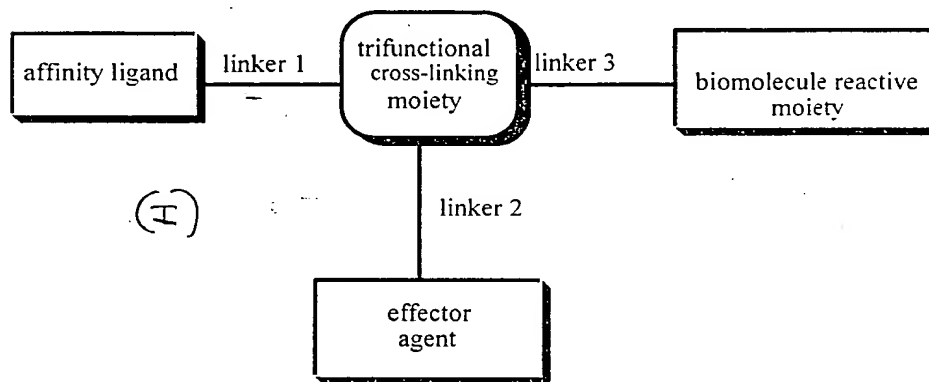 affinity ligand
linker 1
trifunctional
cross-linking
moiety
linker 3
biomolecule reactive
moiety
(I)
linker 2
effector
agent